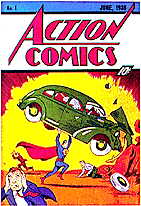 No. 1
JUNE, 1938
ACTION
COMICS
10¢